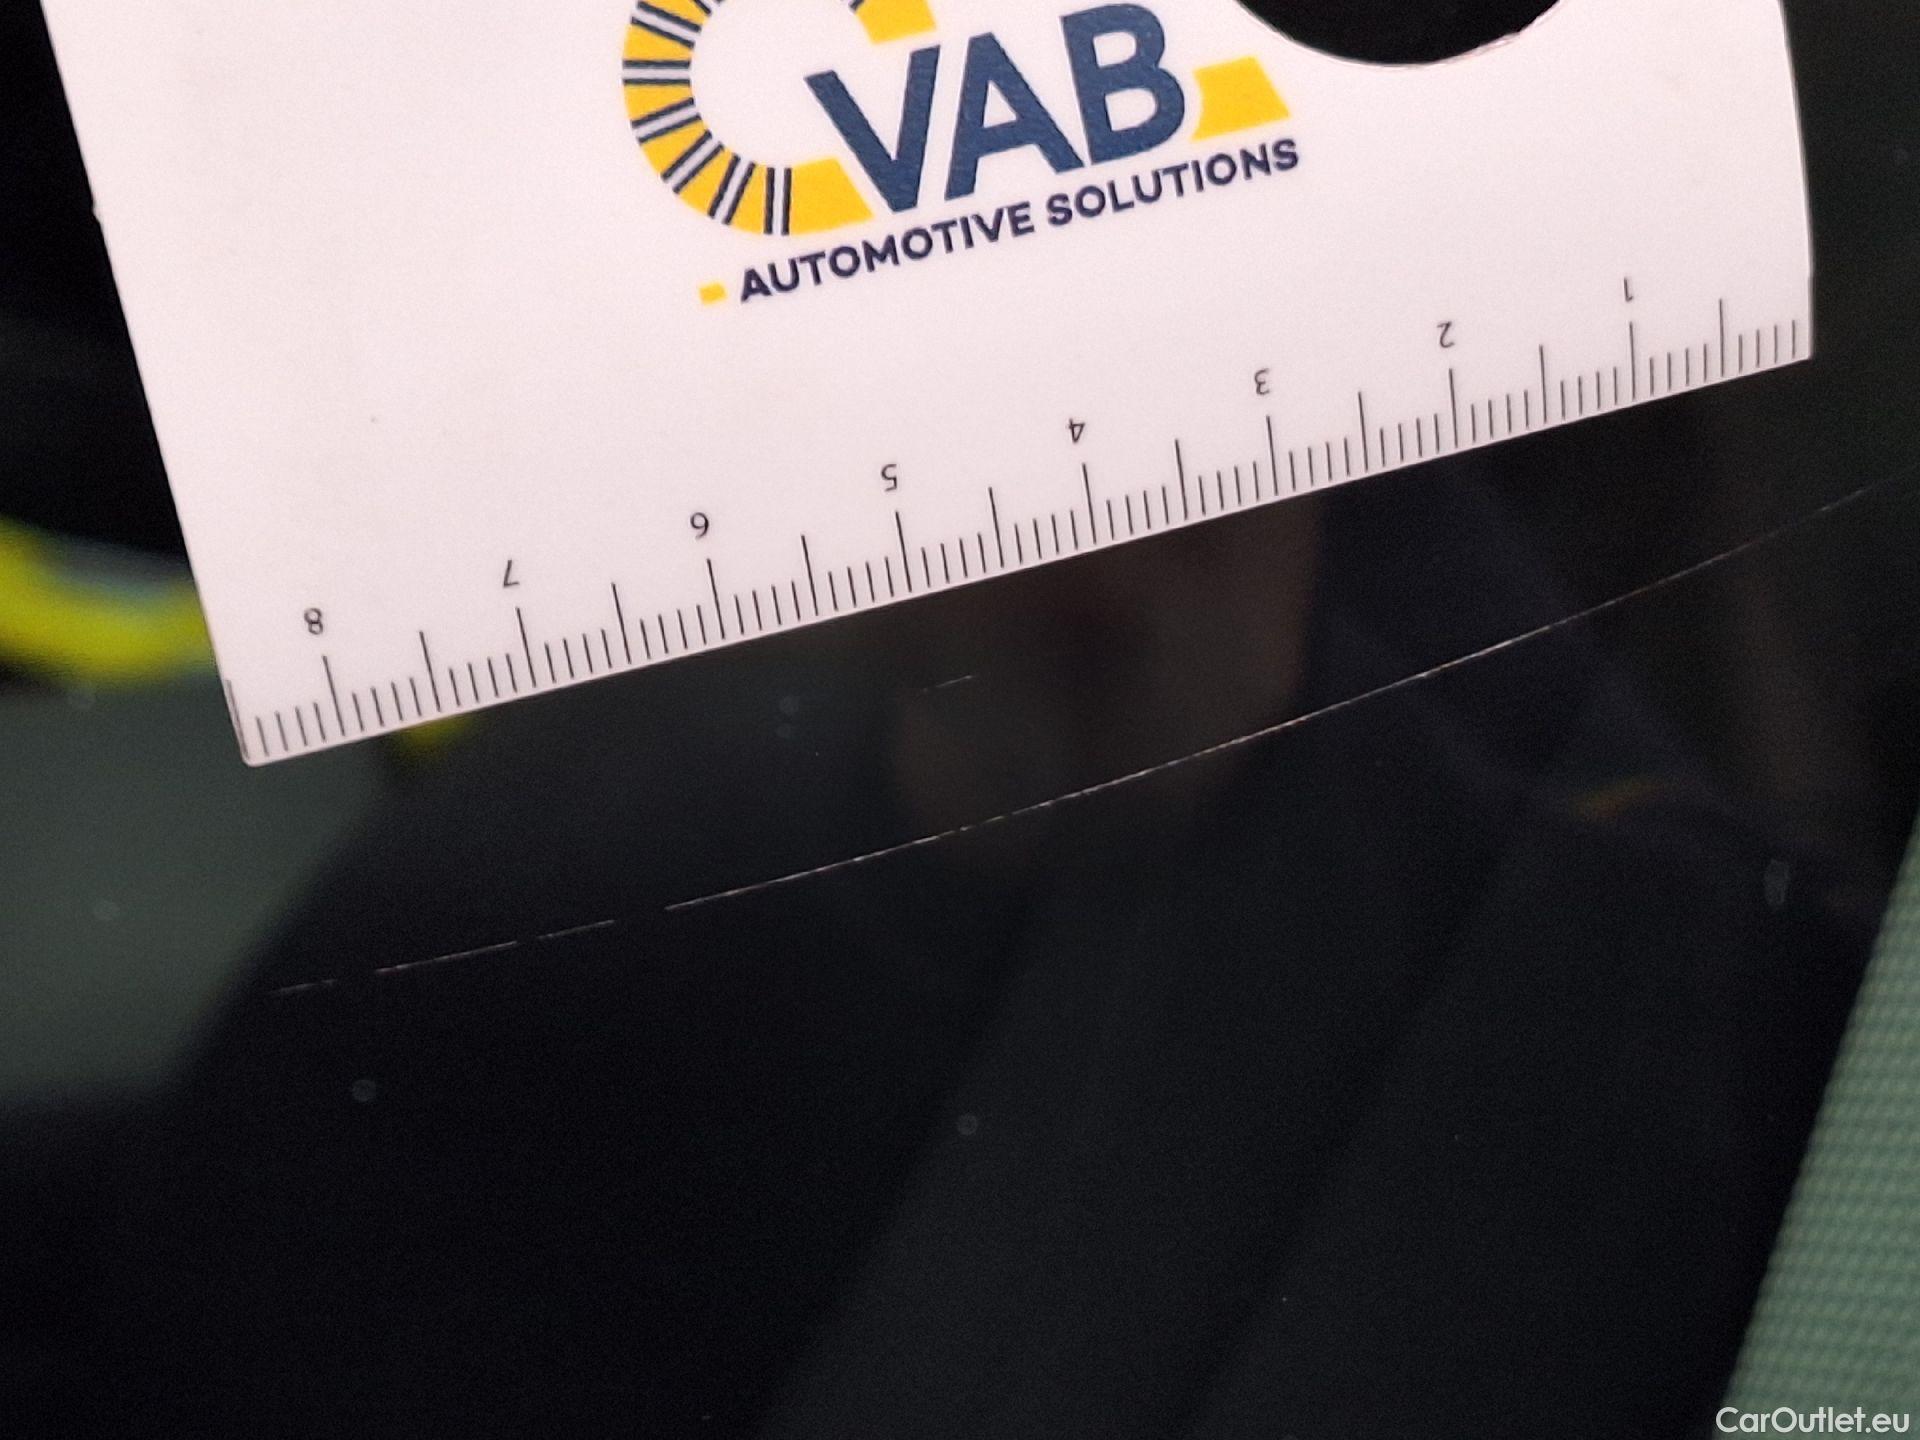 VAB
AUTOMOTIVE SOLUTIONS
8 7 6 5 4 3 2 1
CarOutlet.eu